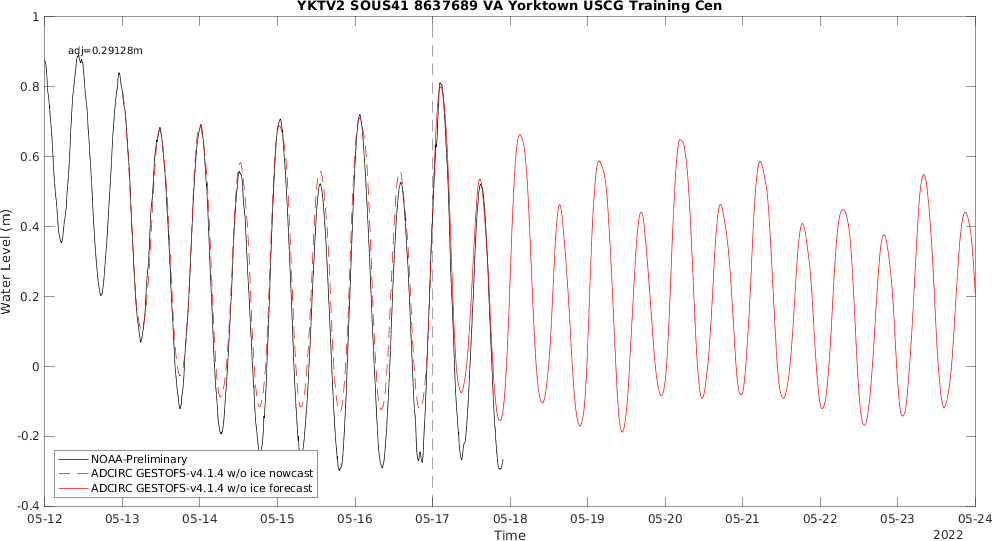 YKTV2 SOUS41 8637689 VA Yorktown USCG Training Cen
adj=0.29128m
Water Level (m)
1
0.8
0.6
0.4
0.2
0
-0.2
-0.4
NOAA-Preliminary
ADCIRC GESTOFS-v4.1.4 w/o ice nowcast
ADCIRC GESTOFS-v4.1.4 w/o ice forecast
05-12 05-13 05-14 05-15 05-16 05-17 05-18 05-19 05-20 05-21 05-22 05-23 05-24
Time
2022